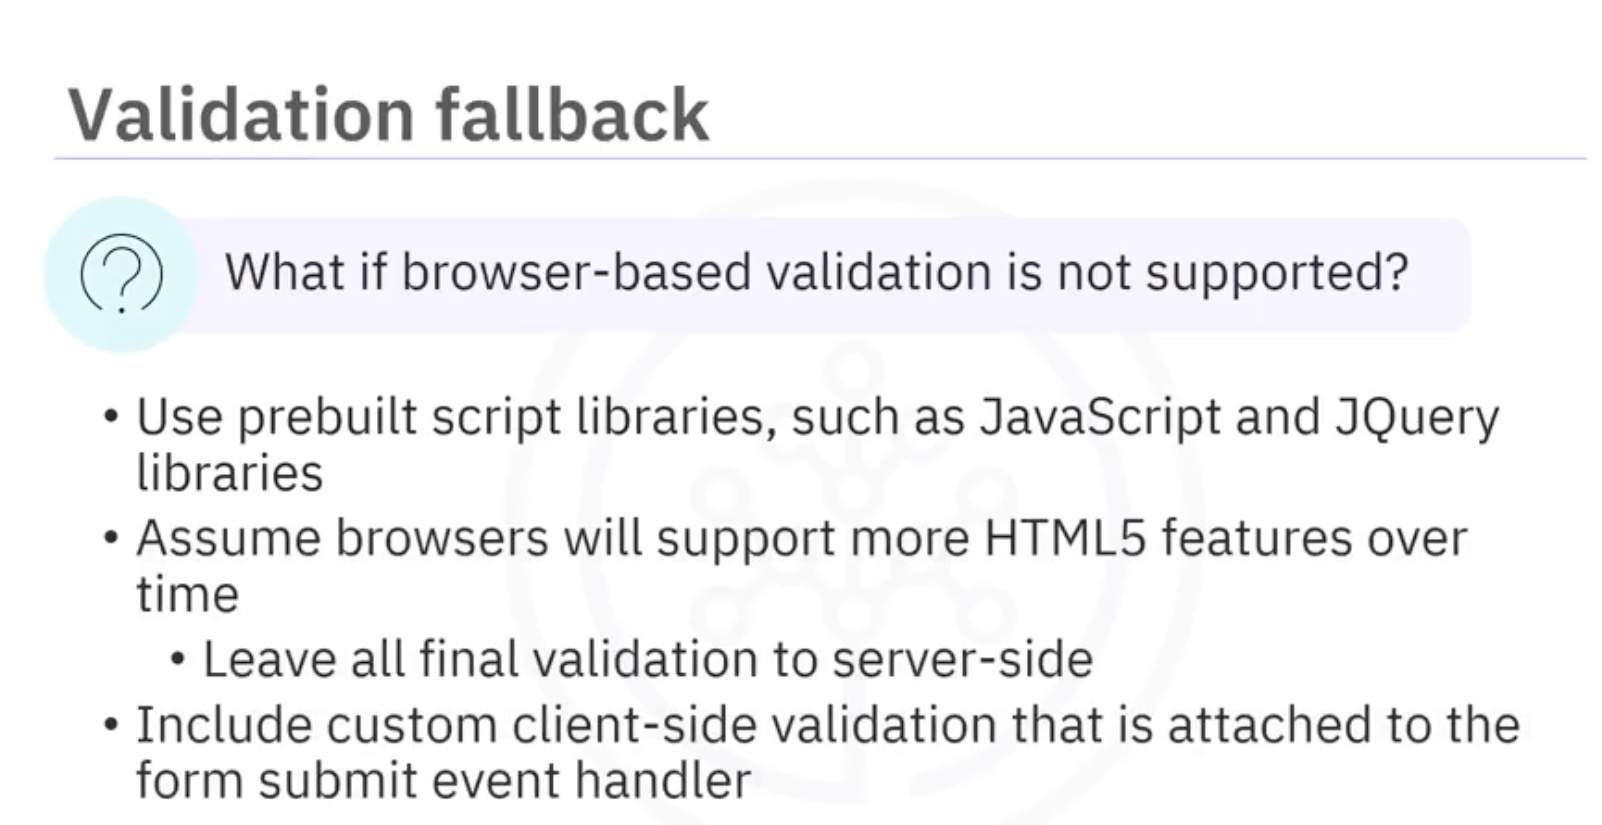 Validation fallback
What if browser-based validation is not supported?
• Use prebuilt script libraries, such as JavaScript and JQuery
libraries
• Assume browsers will support more HTML5 features over
time
• Leave all final validation to server-side
• Include custom client-side validation that is attached to the
form submit event handler